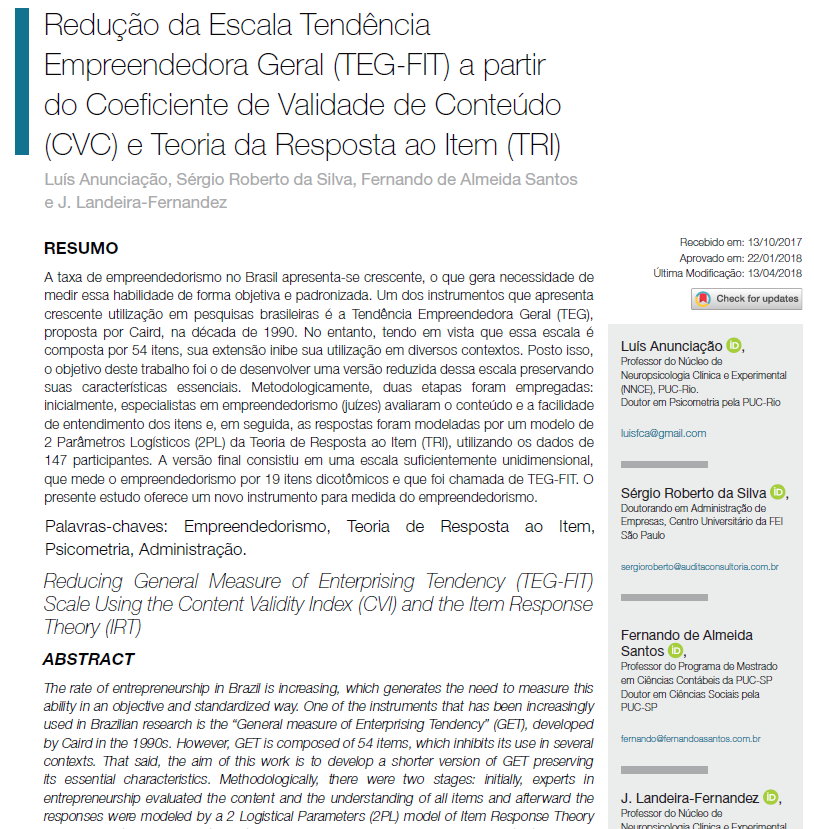 Redução da Escala Tendência
Empreendedora Geral (TEG-FIT) a partir
do Coeficiente de Validade de Conteúdo
(CVC) e Teoria da Resposta ao Item (TRI)
Luís Anunciação, Sérgio Roberto da Silva, Fernando de Almeida Santos
e J. Landeira-Fernandez
RESUMO
A taxa de empreendedorismo no Brasil apresenta-se crescente, o que gera necessidade de
medir essa habilidade de forma objetiva e padronizada. Um dos instrumentos que apresenta
crescente utilização em pesquisas brasileiras é a Tendência Empreendedora Geral (TEG),
proposta por Caird, na década de 1990. No entanto, tendo em vista que essa escala é
composta por 54 itens, sua extensão inibe sua utilização em diversos contextos. Posto isso,
o objetivo deste trabalho foi o de desenvolver uma versão reduzida dessa escala preservando
suas características essenciais. Metodologicamente, duas etapas foram empregadas:
inicialmente, especialistas em empreendedorismo (juízes) avaliaram o conteúdo e a facilidade
de entendimento dos itens e, em seguida, as respostas foram modeladas por um modelo de
2 Parâmetros Logísticos (2PL) da Teoria de Resposta ao Item (TRI), utilizando os dados de
147 participantes. A versão final consistiu em uma escala suficientemente unidimensional,
que mede o empreendedorismo por 19 itens dicotômicos e que foi chamada de TEG-FIT. O
presente estudo oferece um novo instrumento para medida do empreendedorismo.
Palavras-chaves: Empreendedorismo, Teoria de Resposta ao Item,
Psicometria, Administração.
Reducing General Measure of Enterprising Tendency (TEG-FIT)
Scale Using the Content Validity Index (CVI) and the Item Response
Theory (IRT)
ABSTRACT
The rate of entrepreneurship in Brazil is increasing, which generates the need to measure this
ability in an objective and standardized way. One of the instruments that has been increasingly
used in Brazilian research is the “General measure of Enterprising Tendency” (GET), developed
by Caird in the 1990s. However, GET is composed of 54 items, which inhibits its use in several
contexts. That said, the aim of this work is to develop a shorter version of GET preserving
its essential characteristics. Methodologically, there were two stages: initially, experts in
entrepreneurship evaluated the content and the understanding of all items and afterward the
responses were modeled by a 2 Logistical Parameters (2PL) model of Item Response Theory
Recebido em: 13/10/2017
Aprovado em: 22/01/2018
Última Modificação: 13/04/2018
Check for updates
Luís Anunciação iD,
Professor do Núcleo de
Neuropsicologia Clínica e Experimental
(NNCE), PUC-Rio.
Doutor em Psicometria pela PUC-Rio
luisfca@gmail.com
Sérgio Roberto da Silva iD,
Doutorando em Administração de
Empresas, Centro Universitário da FEI
São Paulo
sergioroberto@auditaconsultoria.com.br
Fernando de Almeida
Santos iD,
Professor do Programa de Mestrado
em Ciências Contábeis da PUC-SP
Doutor em Ciências Sociais pela
PUC-SP
fernando@fernandoasantos.com.br
J. Landeira-Fernandez iD,
Professor do Núcleo de
Neuropsicologia Clínica e Experimental